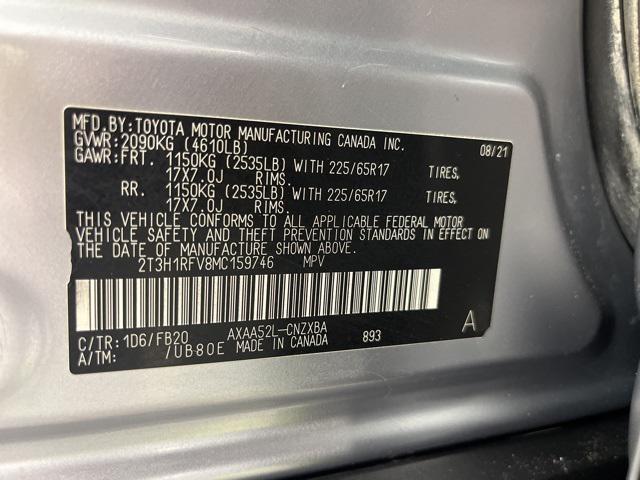 MFD.BY:TOYOTA MOTOR MANUFACTURING CANADA INC.
GVWR:2090KG (4610LB) 08/21
GAWR:FRT. 1150KG (2535LB) WITH 225/65R17 TIRES,
17X7.0J RIMS.
RR. 1150KG (2535LB) WITH 225/65R17 TIRES,
17X7.0J RIMS.
THIS VEHICLE CONFORMS TO ALL APPLICABLE FEDERAL MOTOR
VEHICLE SAFETY AND THEFT PREVENTION STANDARDS IN EFFECT ON
THE DATE OF MANUFACTURE SHOWN ABOVE.
2T3H1RFV8MC159746 MPV
C/TR:1D6/FB20 AXAA52L-CNZXBA 893 A
A/TM: /UB80E MADE IN CANADA